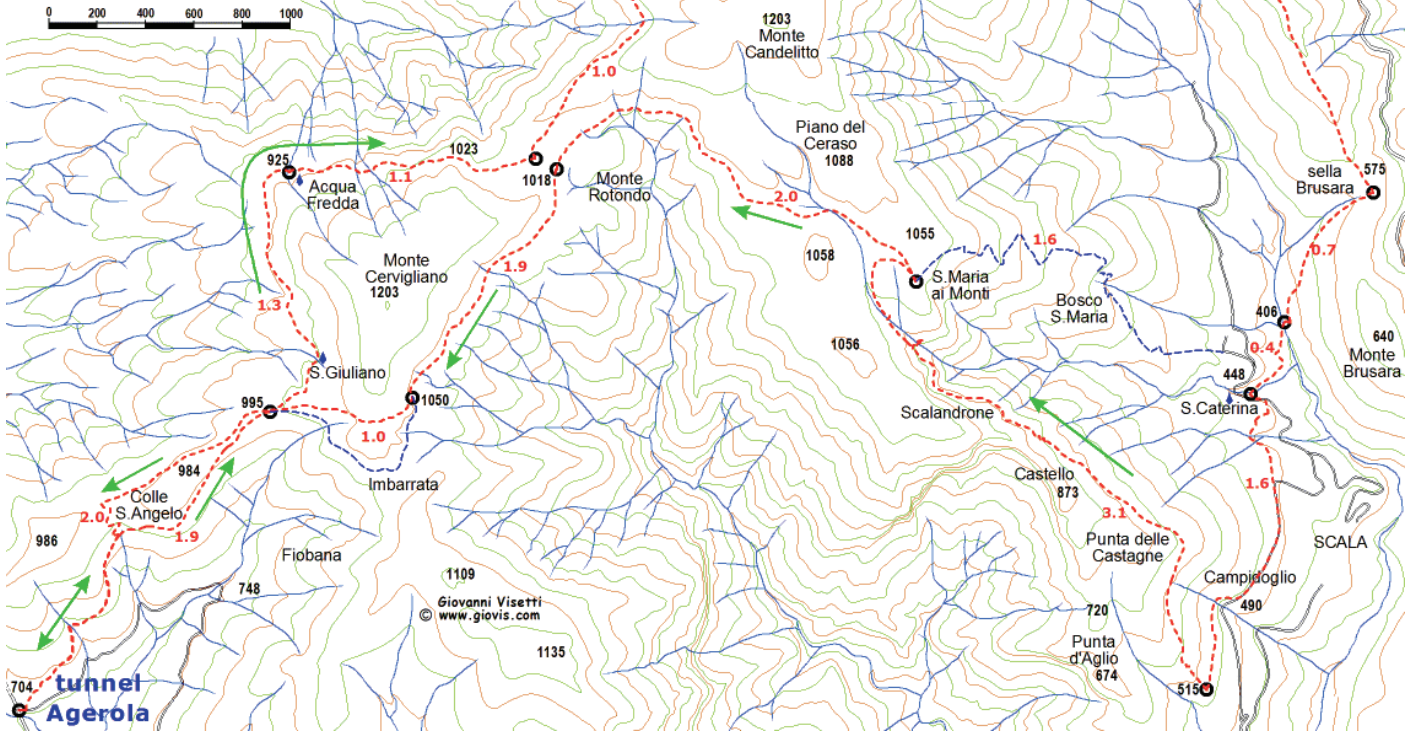 0 200 400 600 800 1000
1203
Monte
Candelitto
1.0
Piano del
Ceraso
1088
925
1023
1.1
Acqua
Fredda
1018
Monte
Rotondo
sella
Brusara
575
2.0
1055
1.6
0.7
1058
S.Maria
ai Monti
Monte
Cervigliano
1203
1.9
1.3
Bosco
S.Maria
406
640
Monte
Brusara
0.4
1056
S.Giuliano
448
995
1050
S.Caterina
Scalandrone
1.0
984
Imbarrata
Castello
873
1.6
Colle
S.Angelo
2.0
1.9
986
3.1
Punta delle
Castagne
SCALA
Fiobana
748
1109
Campidoglio
490
Giovanni Visetti
© www.giovis.com
720
1135
Punta
d'Aglio
674
704
tunnel
Agerola
515